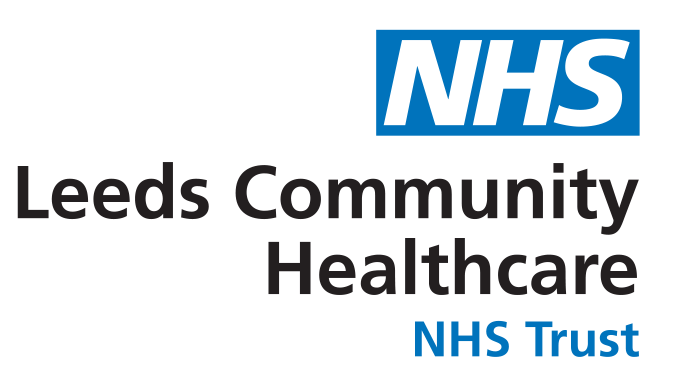 NHS
Leeds Community
Healthcare
NHS Trust